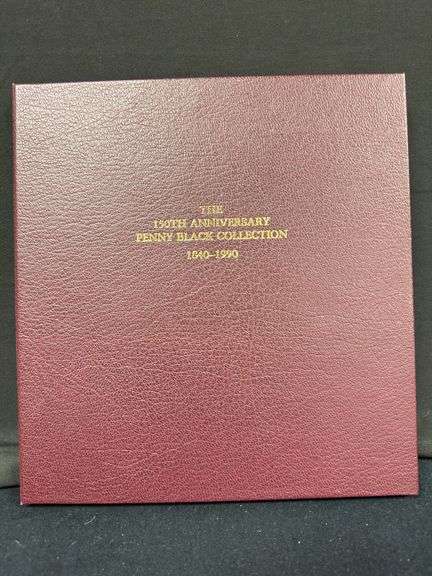 THE
150TH ANNIVERSARY
PENNY BLACK COLLECTION
1840–1990